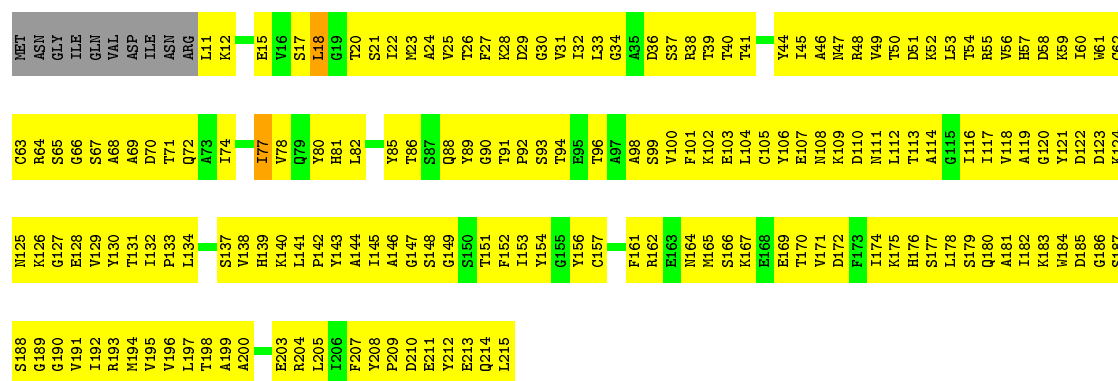 MET ASN GLY ILE GLN VAL ASP ILE ASN ARG L11 K12 E15 V16 S17 L18 G19 T20 S21 I22 M23 A24 V25 T26 F27 K28 D29 G30 V31 I32 L33 G34 A35 D36 S37 R38 T39 T40 T41 Y44 I45 A46 N47 R48 V49 T50 D51 K52 L53 T54 R55 V56 H57 D58 K59 I60 W61 C62
C63 R64 S65 G66 S67 A68 A69 D70 T71 Q72 A73 I74 I77 V78 Q79 Y80 H81 L82 Y85 T86 S87 Q88 Y89 G90 T91 P92 S93 T94 E95 T96 A97 A98 S99 V100 F101 K102 E103 L104 C105 Y106 E107 N108 K109 D110 N111 L112 T113 A114 G115 I116 I117 V118 A119 G120 Y121 D122 D123 K124
N125 K126 G127 E128 V129 Y130 T131 I132 P133 L134 S137 V138 H139 K140 L141 P142 Y143 A144 I145 A146 G147 S148 G149 S150 T151 F152 I153 Y154 G155 Y156 C157 F161 R162 E163 N164 M165 S166 K167 E168 E169 T170 V171 D172 F173 I174 K175 H176 S177 L178 S179 Q180 A181 I182 K183 W184 D185 G186 S187
S188 G189 G190 V191 I192 R193 M194 V195 V196 L197 T198 A199 A200 E203 R204 L205 I206 F207 Y208 P209 D210 E211 Y212 E213 Q214 L215